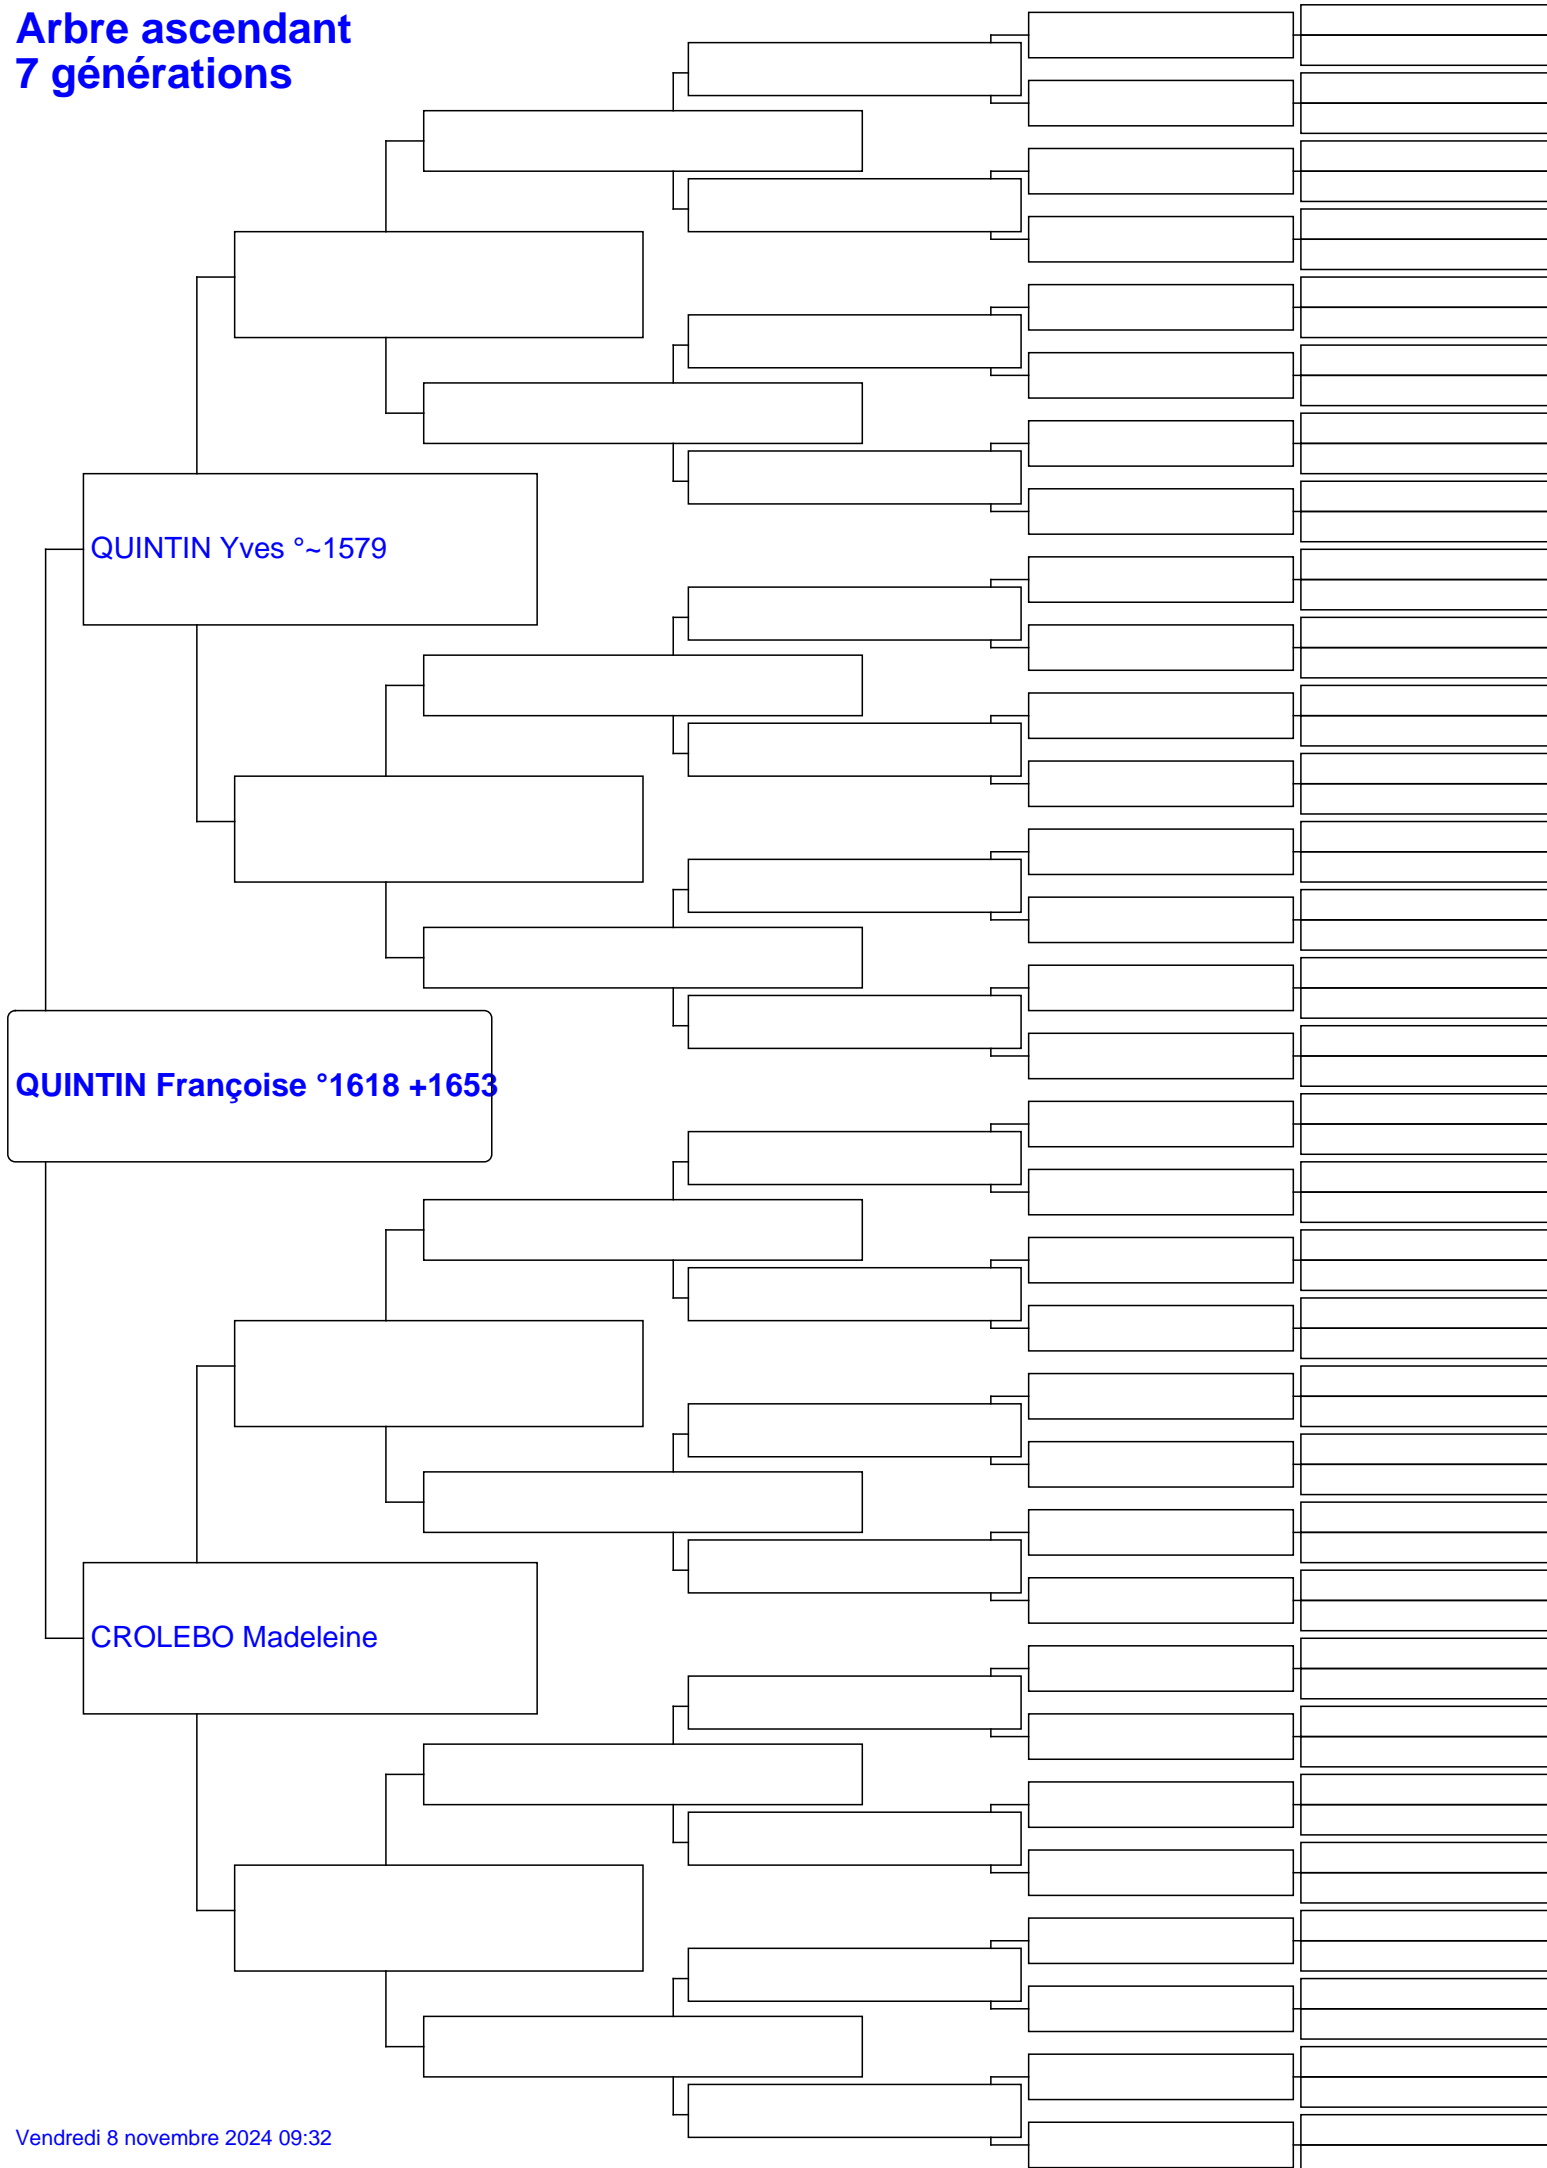 Arbre ascendant
7 générations
QUINTIN Yves °~1579
QUINTIN Françoise °1618 +1653
CROLEBO Madeleine
Vendredi 8 novembre 2024 09:32